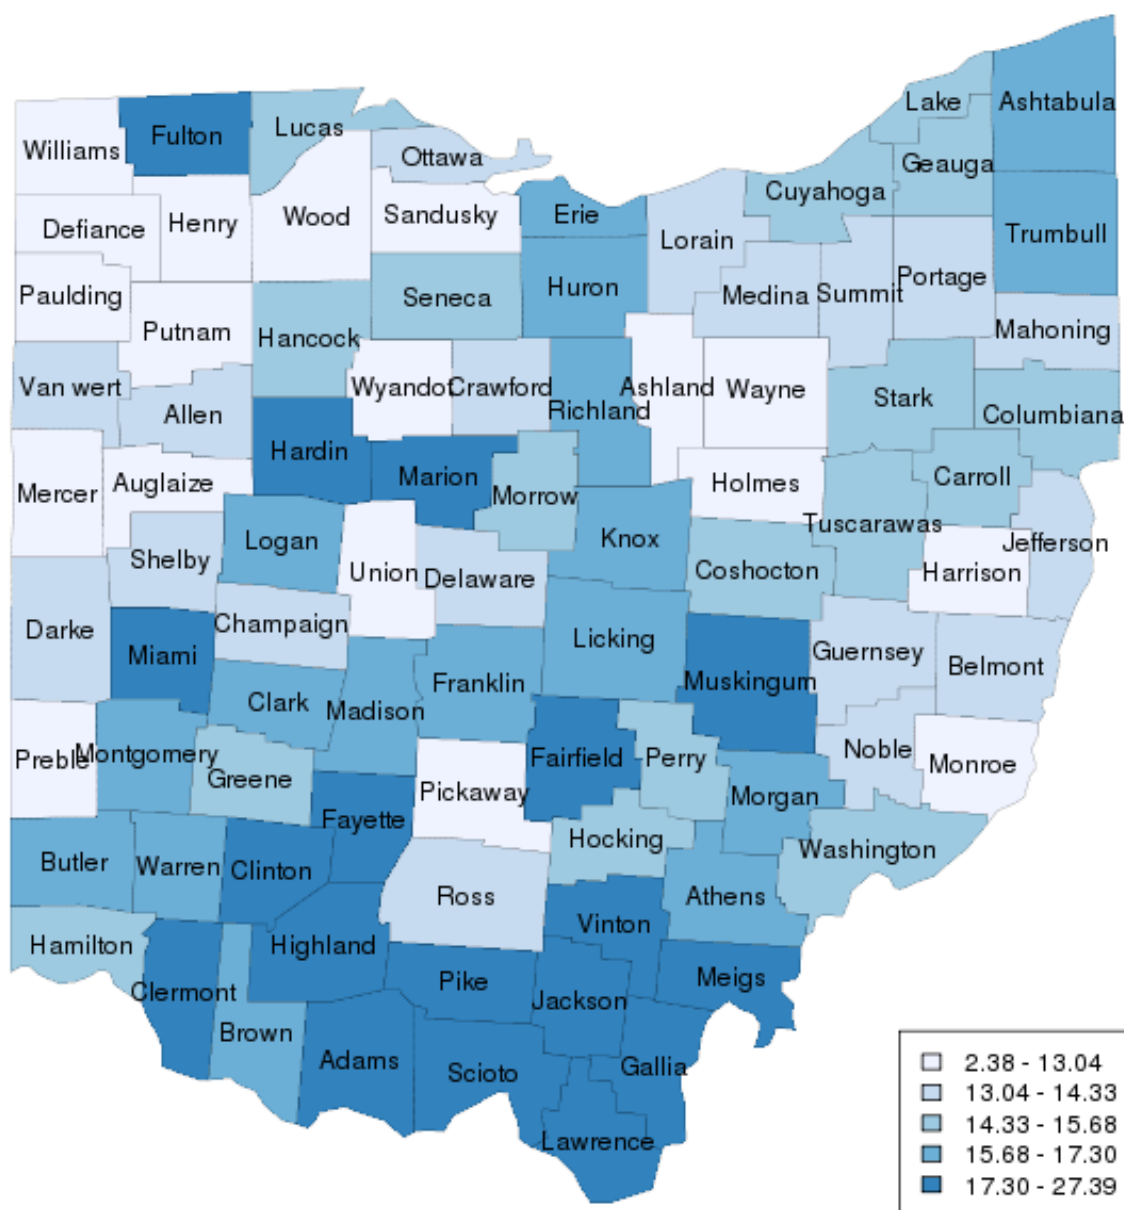 Lake
Ashtabula
Fulton
Lucas
Williams
Ottawa
Geauga
Cuyahoga
Sandusky
Erie
Wood
Henry
Defiance
Trumbull
Lorain
Portage
Huron
Medina
Summit
Seneca
Paulding
Putnam
Hancock
Mahoning
Van wert
Wyandot
Crawford
Ashland
Wayne
Stark
Allen
Richland
Columbiana
Hardin
Marion
Carroll
Mercer
Auglaize
Morrow
Holmes
Tuscarawas
Logan
Knox
Jefferson
Shelby
Union
Delaware
Coshocton
Harrison
Darke
Champaign
Licking
Miami
Guernsey
Belmont
Franklin
Muskingum
Clark
Madison
Preble
Montgomery
Greene
Fairfield
Perry
Noble
Monroe
Pickaway
Morgan
Fayette
Hocking
Washington
Butler
Warren
Clinton
Ross
Athens
Vinton
Hamilton
Highland
Pike
Meigs
Clermont
Jackson
Brown
Adams
Scioto
Gallia
Lawrence
2.38 - 13.04
13.04 - 14.33
14.33 - 15.68
15.68 - 17.30
17.30 - 27.39